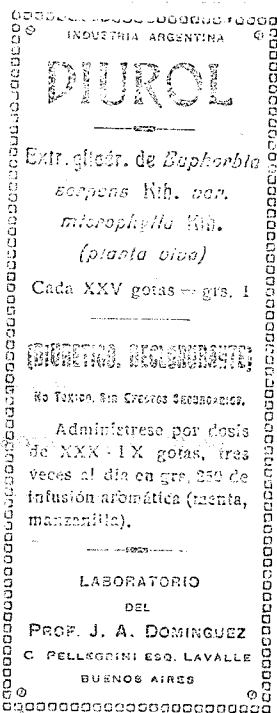 INDUSTRIA ARGENTINA
PIUROL
Extr. glicér. de Euphorbia
serpens Kth. var.
microphylla Kth.
(planta viva)
Cada XXV gotas — grs. 1
(DIURETICO, DECLORURANTE)
No Toxico, Sin Efectos Secundarios.
Adminístrese por dosis
de XXX - LX gotas, tres
veces al día en grs. 250 de
infusión aromática (menta,
manzanilla).
LABORATORIO
DEL
PROF. J. A. DOMINGUEZ
C. PELLEGRINI ESQ. LAVALLE
BUENOS AIRES